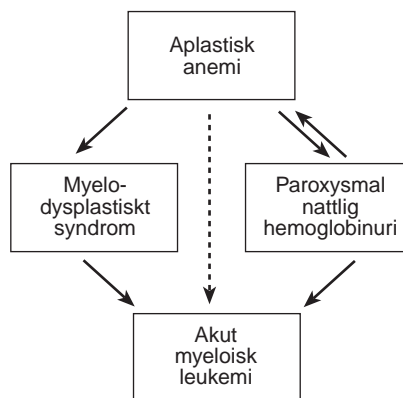 Aplastisk
anemi
Myelo-
dysplastiskt
syndrom
Paroxysmal
nattlig
hemoglobinuri
Akut
myeloisk
leukemi